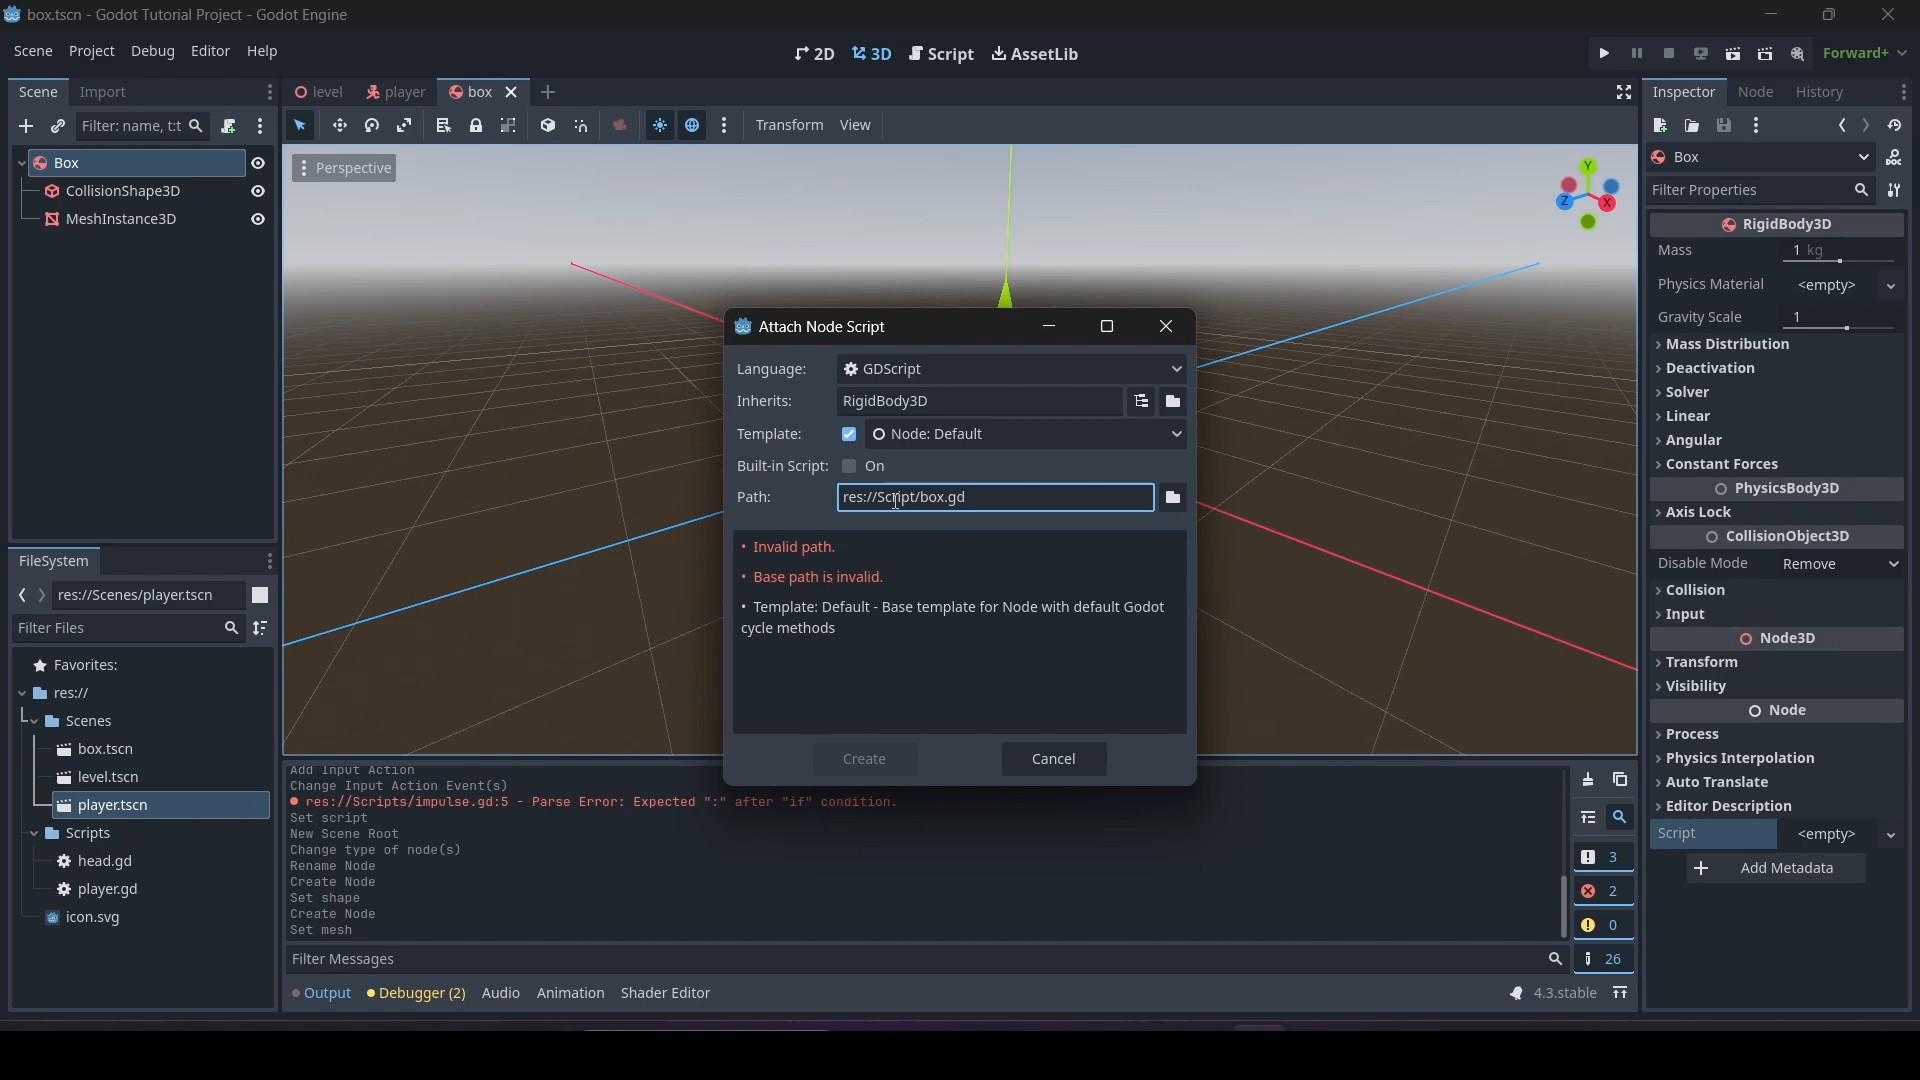 box.tscn - Godot Tutorial Project - Godot Engine
Scene Project Debug Editor Help
2D 3D Script AssetLib
Forward+
Scene Import
level player box
Inspector Node History
Filter: name, t:t
Transform View
Box
CollisionShape3D
MeshInstance3D
Perspective
Y
Z
X
Box
Filter Properties
RigidBody3D
Mass 1 kg
Physics Material <empty>
Gravity Scale 1
Mass Distribution
Deactivation
Solver
Linear
Angular
Constant Forces
PhysicsBody3D
Axis Lock
CollisionObject3D
Disable Mode Remove
Collision
Input
Node3D
Transform
Visibility
Node
Process
Physics Interpolation
Auto Translate
Editor Description
Script <empty>
Add Metadata
Attach Node Script
Language: GDScript
Inherits: RigidBody3D
Template: Node: Default
Built-in Script: On
Path: res://Script/box.gd
• Invalid path.
• Base path is invalid.
• Template: Default - Base template for Node with default Godot
cycle methods
Create Cancel
FileSystem
res://Scenes/player.tscn
Filter Files
Favorites:
res://
Scenes
box.tscn
level.tscn
player.tscn
Scripts
head.gd
player.gd
icon.svg
Add Input Action
Change Input Action Event(s)
res://Scripts/impulse.gd:5 - Parse Error: Expected ":" after "if" condition.
Set script
New Scene Root
Change type of node(s)
Rename Node
Create Node
Set shape
Create Node
Set mesh
3
2
0
26
Filter Messages
Output Debugger (2) Audio Animation Shader Editor
4.3.stable